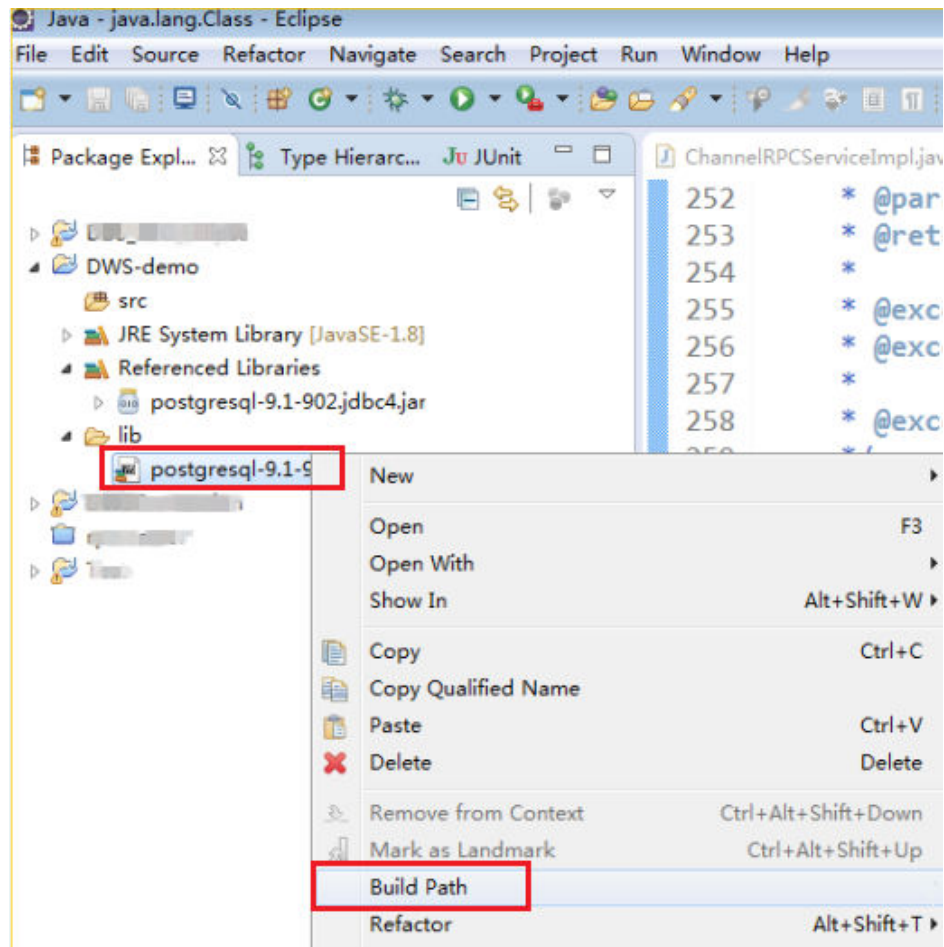 Java - java.lang.Class - Eclipse
File Edit Source Refactor Navigate Search Project Run Window Help
Package Expl... Type Hierarc... Ju JUnit
ChannelRPCServiceImpl.jav
252 * @par
253 * @ret
254 *
255 * @exc
256 * @exc
257 *
258 * @exc
DWS-demo
src
JRE System Library [JavaSE-1.8]
Referenced Libraries
postgresql-9.1-902.jdbc4.jar
lib
postgresql-9.1-9
New
Open F3
Open With
Show In Alt+Shift+W
Copy Ctrl+C
Copy Qualified Name
Paste Ctrl+V
Delete Delete
Remove from Context Ctrl+Alt+Shift+Down
Mark as Landmark Ctrl+Alt+Shift+Up
Build Path
Refactor Alt+Shift+T